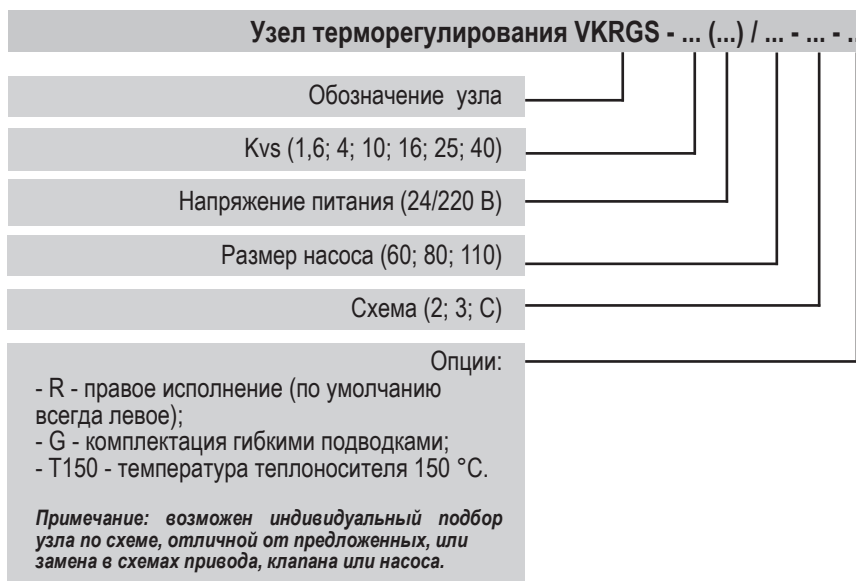 Узел терморегулирования VKRGS - ... (...) / ... - ... - ..
Обозначение узла
Kvs (1,6; 4; 10; 16; 25; 40)
Напряжение питания (24/220 В)
Размер насоса (60; 80; 110)
Схема (2; 3; С)
Опции:
- R - правое исполнение (по умолчанию
всегда левое);
- G - комплектация гибкими подводками;
- T150 - температура теплоносителя 150 °C.
Примечание: возможен индивидуальный подбор
узла по схеме, отличной от предложенных, или
замена в схемах привода, клапана или насоса.